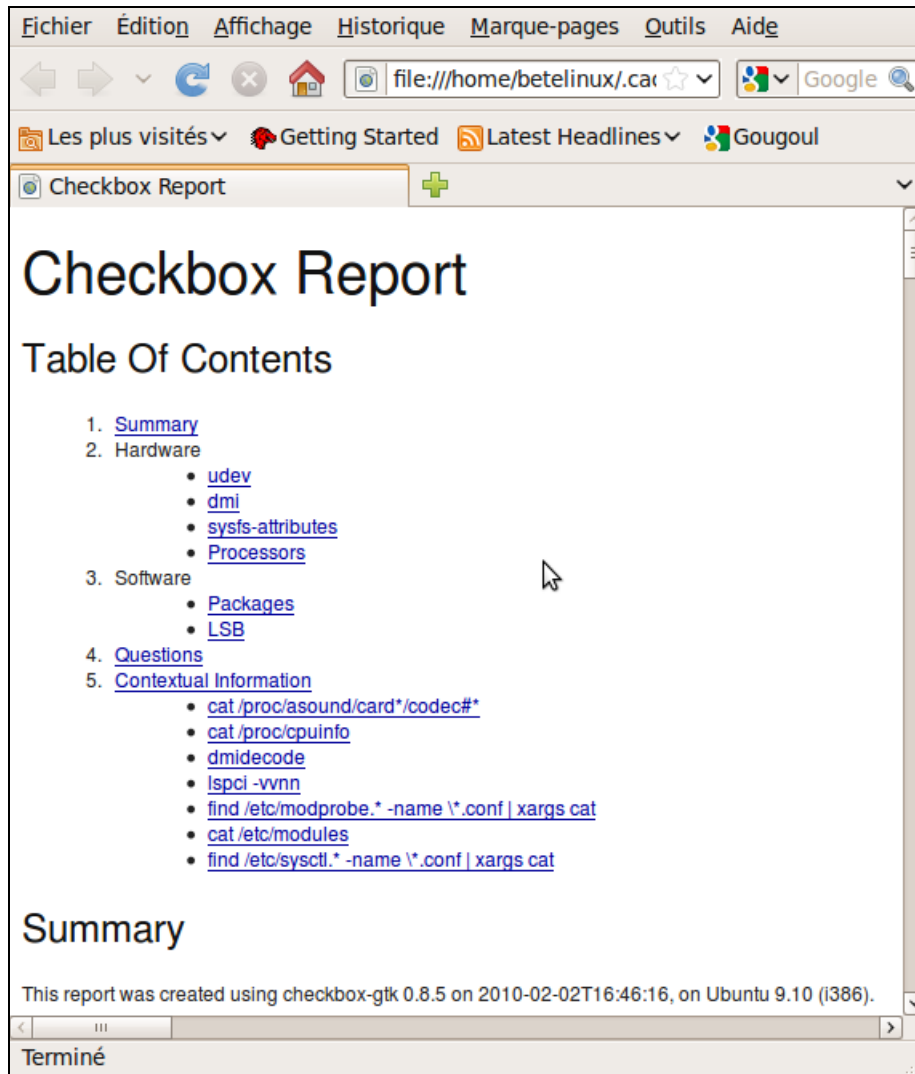 Fichier Édition Affichage Historique Marque-pages Outils Aide
file:///home/betelinux/.cac Google
Les plus visités Getting Started Latest Headlines Gougoul
Checkbox Report
Checkbox Report
Table Of Contents
1. Summary
2. Hardware
• udev
• dmi
• sysfs-attributes
• Processors
3. Software
• Packages
• LSB
4. Questions
5. Contextual Information
• cat /proc/asound/card*/codec#*
• cat /proc/cpuinfo
• dmidecode
• lspci -vvnn
• find /etc/modprobe.* -name \*.conf | xargs cat
• cat /etc/modules
• find /etc/sysctl.* -name \*.conf | xargs cat
Summary
This report was created using checkbox-gtk 0.8.5 on 2010-02-02T16:46:16, on Ubuntu 9.10 (i386).
Terminé